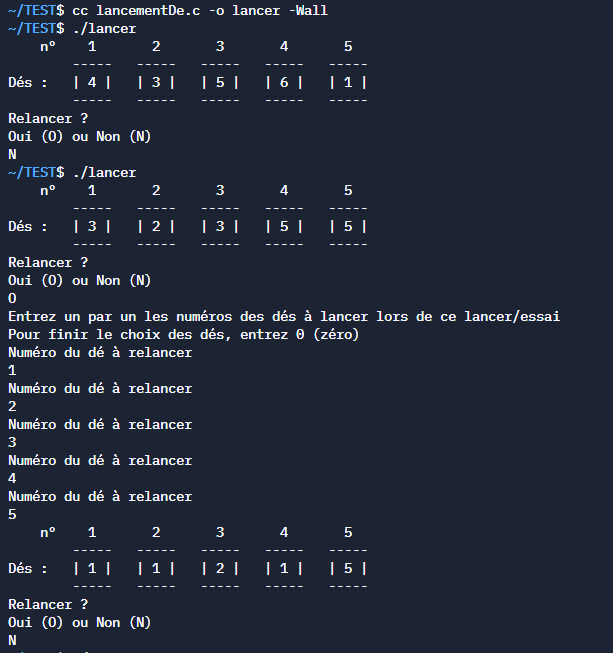 ~/TEST$ cc lancementDe.c -o lancer -Wall
~/TEST$ ./lancer
    n°    1       2       3       4       5
        -----   -----   -----   -----   -----
Dés :   | 4 |   | 3 |   | 5 |   | 6 |   | 1 |
        -----   -----   -----   -----   -----
Relancer ?
Oui (O) ou Non (N)
N
~/TEST$ ./lancer
    n°    1       2       3       4       5
        -----   -----   -----   -----   -----
Dés :   | 3 |   | 2 |   | 3 |   | 5 |   | 5 |
        -----   -----   -----   -----   -----
Relancer ?
Oui (O) ou Non (N)
O
Entrez un par un les numéros des dés à lancer lors de ce lancer/essai
Pour finir le choix des dés, entrez 0 (zéro)
Numéro du dé à relancer
1
Numéro du dé à relancer
2
Numéro du dé à relancer
3
Numéro du dé à relancer
4
Numéro du dé à relancer
5
    n°    1       2       3       4       5
        -----   -----   -----   -----   -----
Dés :   | 1 |   | 1 |   | 2 |   | 1 |   | 5 |
        -----   -----   -----   -----   -----
Relancer ?
Oui (O) ou Non (N)
N